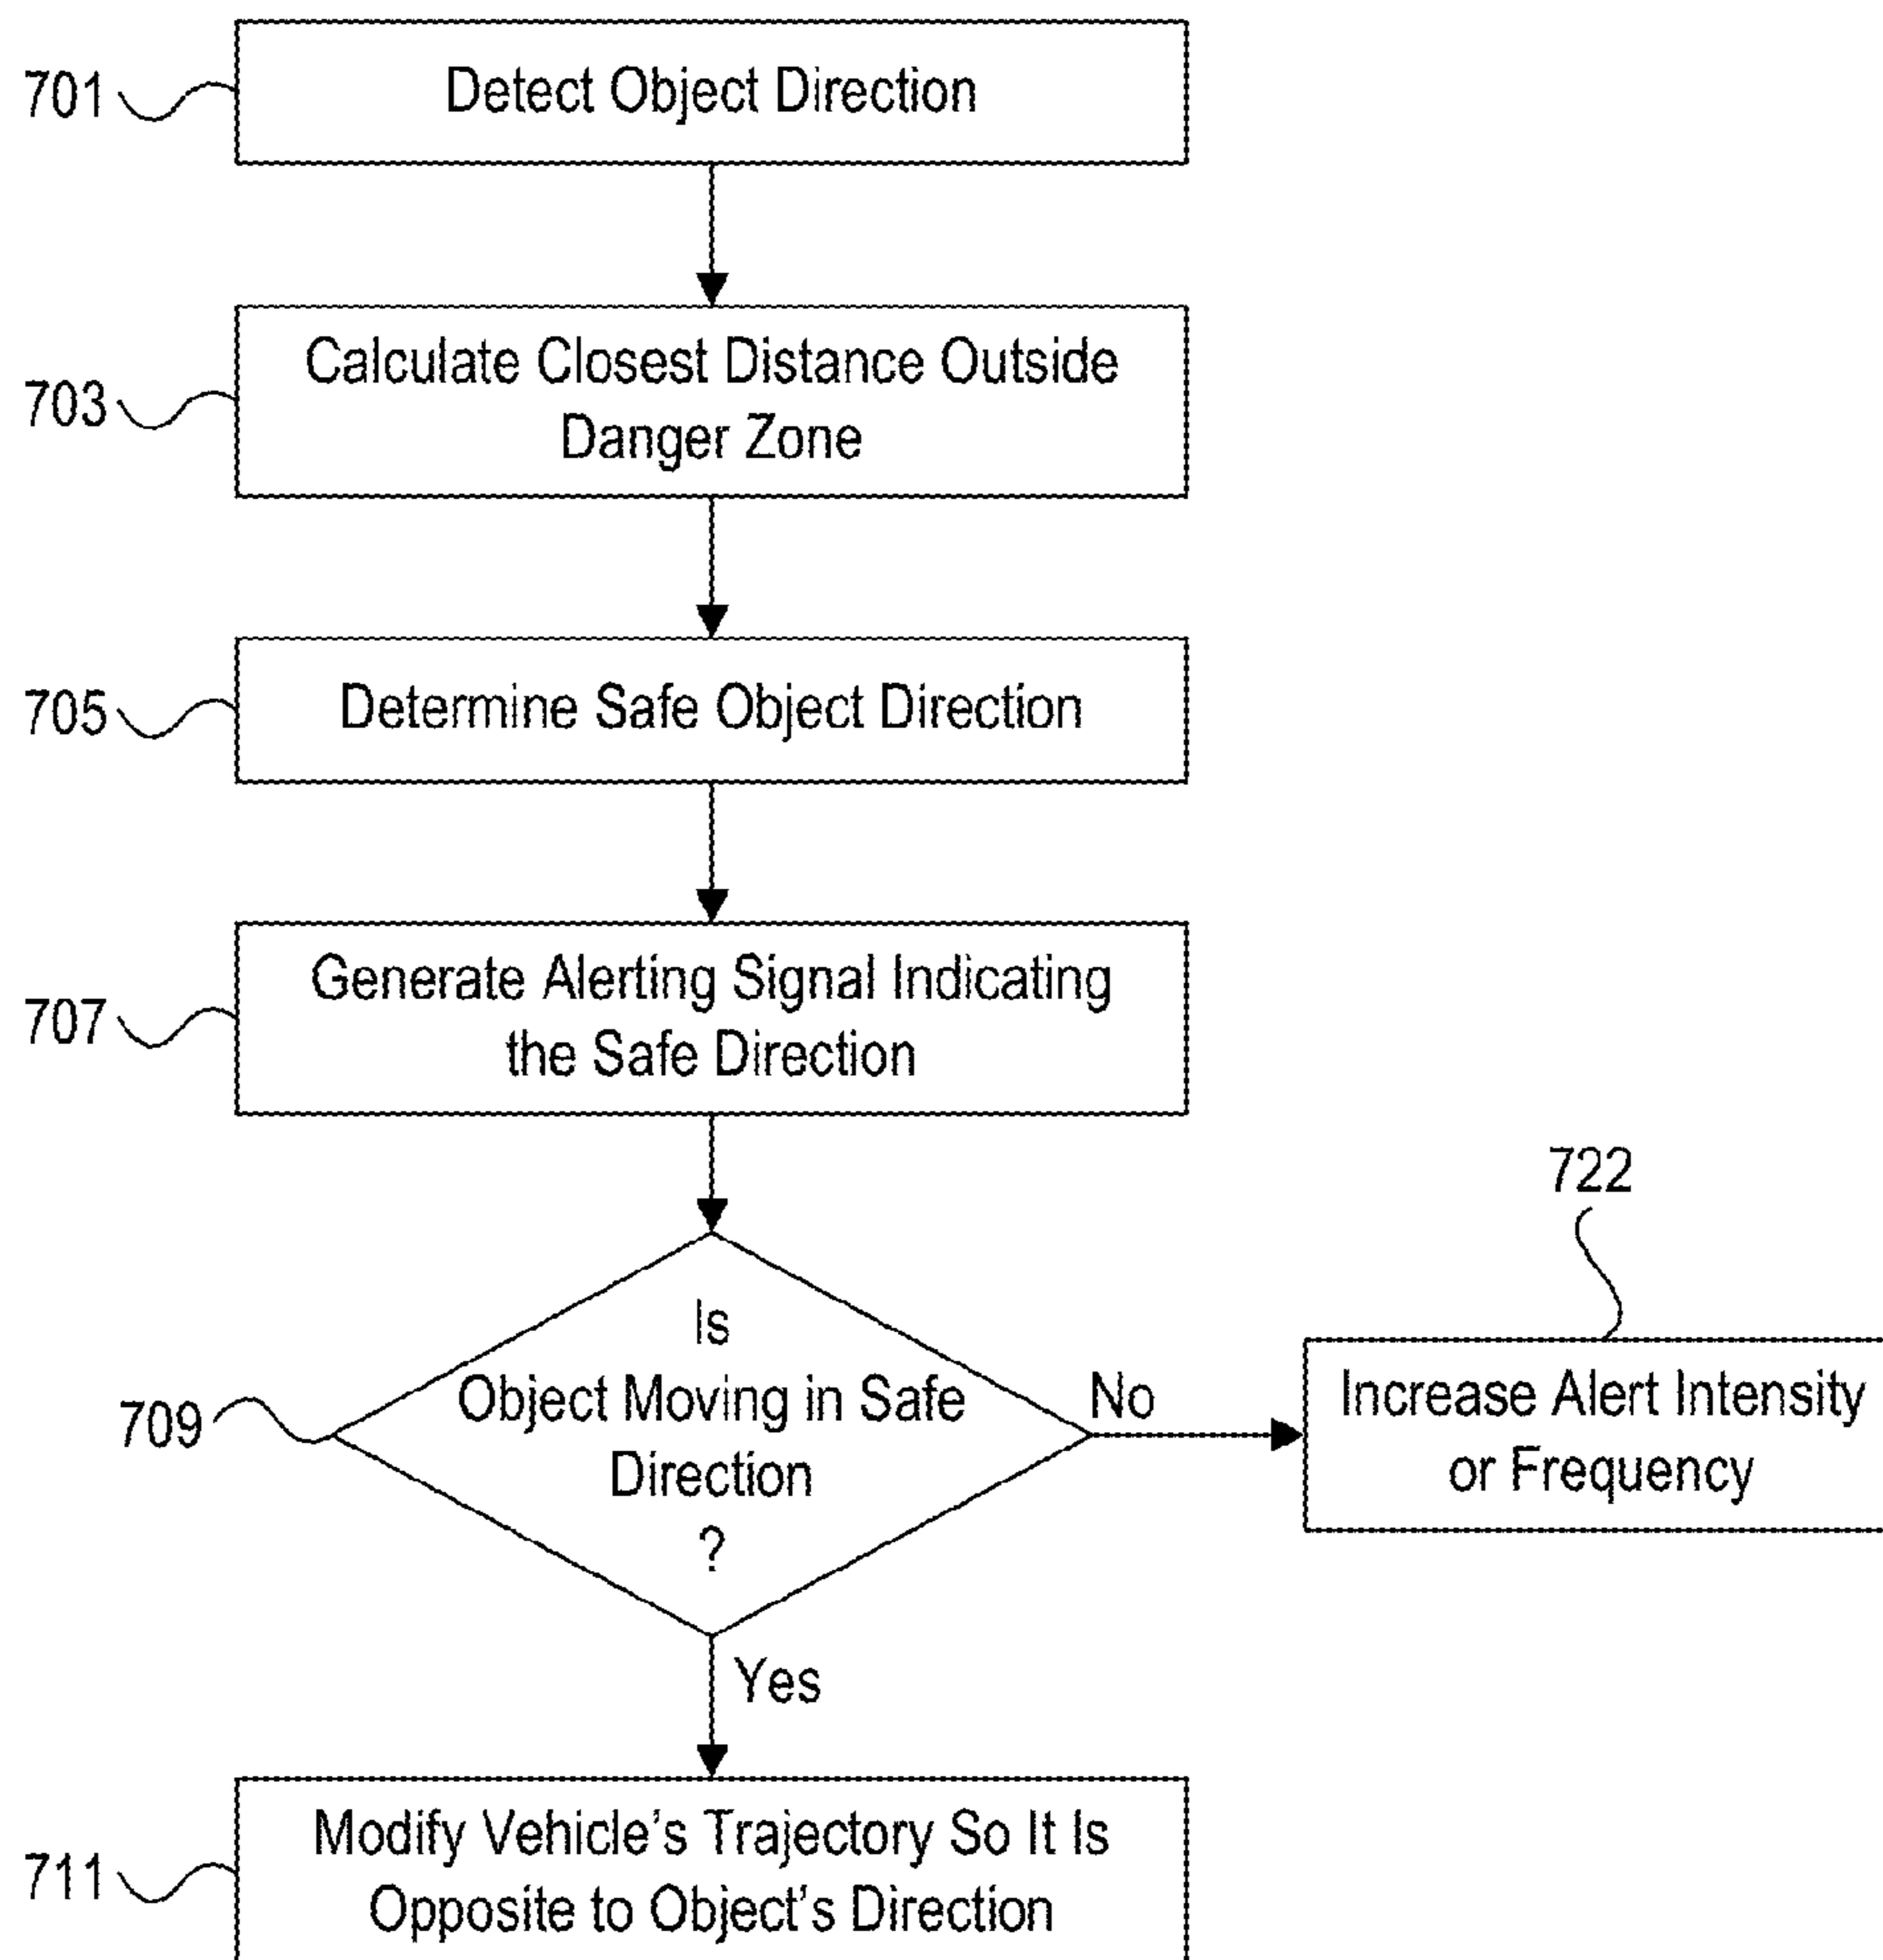 701
Detect Object Direction
703
Calculate Closest Distance Outside
Danger Zone
705
Determine Safe Object Direction
707
Generate Alerting Signal Indicating
the Safe Direction
709
Is
Object Moving in Safe
Direction
?
No
722
Increase Alert Intensity
or Frequency
Yes
711
Modify Vehicle's Trajectory So It Is
Opposite to Object's Direction